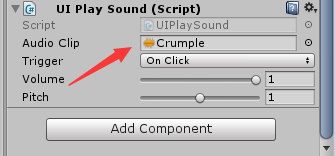 UI Play Sound (Script)
Script UIPlaySound
Audio Clip Crumple
Trigger On Click
Volume 1
Pitch 1
Add Component